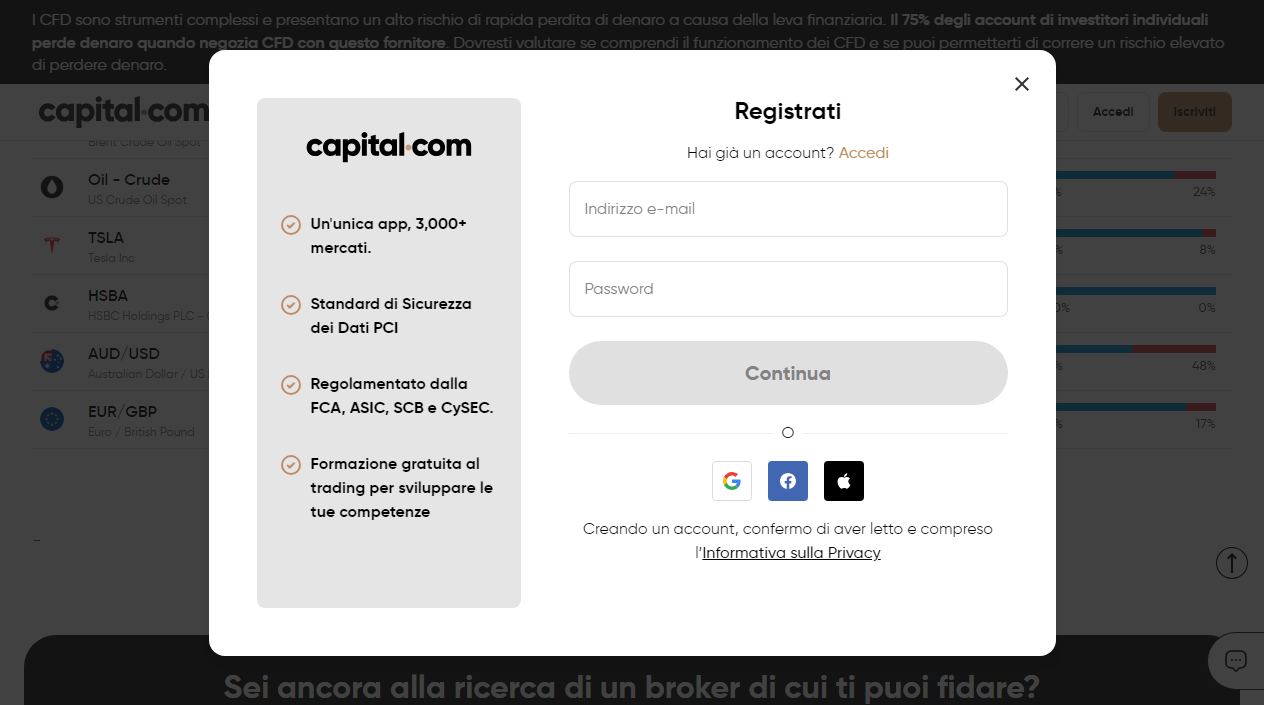 I CFD sono strumenti complessi e presentano un alto rischio di rapida perdita di denaro a causa della leva finanziaria. Il 75% degli account di investitori individuali
perde denaro quando negozia CFD con questo fornitore. Dovresti valutare se comprendi il funzionamento dei CFD e se puoi permetterti di correre un rischio elevato
di perdere denaro.
capital.com
Accedi
Iscriviti
Brent Crude Oil Spot
Oil - Crude
US Crude Oil Spot
24%
TSLA
Tesla Inc
8%
HSBA
HSBC Holdings PLC -
0%
0%
AUD/USD
Australian Dollar / US
48%
EUR/GBP
Euro / British Pound
17%
capital.com
Un'unica app, 3,000+
mercati.
Standard di Sicurezza
dei Dati PCI
Regolamentato dalla
FCA, ASIC, SCB e CySEC.
Formazione gratuita al
trading per sviluppare le
tue competenze
Registrati
Hai già un account? Accedi
Indirizzo e-mail
Password
Continua
O
Creando un account, confermo di aver letto e compreso
l'Informativa sulla Privacy
Sei ancora alla ricerca di un broker di cui ti puoi fidare?